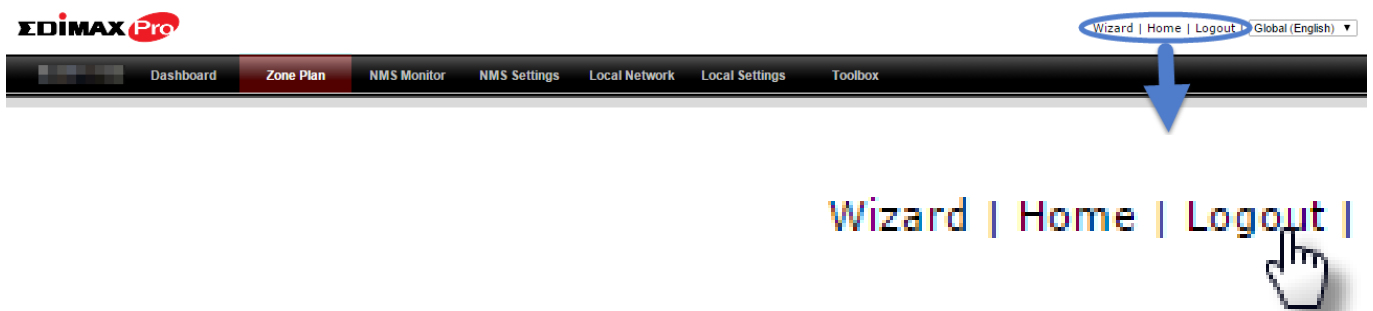 EDIMAX Pro
Wizard | Home | Logout | Global (English)
Dashboard Zone Plan NMS Monitor NMS Settings Local Network Local Settings Toolbox
Wizard | Home | Logout |